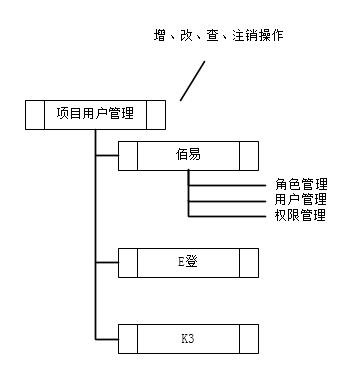 增、改、查、注销操作
项目用户管理
佰易
角色管理
用户管理
权限管理
E登
K3